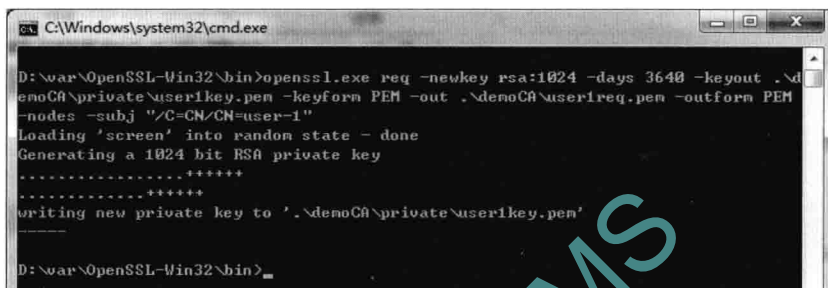 C:\Windows\system32\cmd.exe
D:\var\OpenSSL-Win32\bin>openssl.exe req -newkey rsa:1024 -days 3640 -keyout .\d
emoCA\private\user1key.pem -keyform PEM -out .\demoCA\user1req.pem -outform PEM
-nodes -subj "/C=CN/CN=user-1"
Loading 'screen' into random state - done
Generating a 1024 bit RSA private key
.................++++++
.............++++++
writing new private key to '.\demoCA\private\user1key.pem'
-----
D:\var\OpenSSL-Win32\bin>_
MS